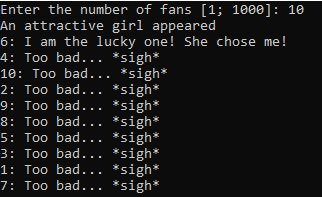 Enter the number of fans [1; 1000]: 10
An attractive girl appeared
6: I am the lucky one! She chose me!
4: Too bad... *sigh*
10: Too bad... *sigh*
2: Too bad... *sigh*
9: Too bad... *sigh*
8: Too bad... *sigh*
5: Too bad... *sigh*
3: Too bad... *sigh*
1: Too bad... *sigh*
7: Too bad... *sigh*